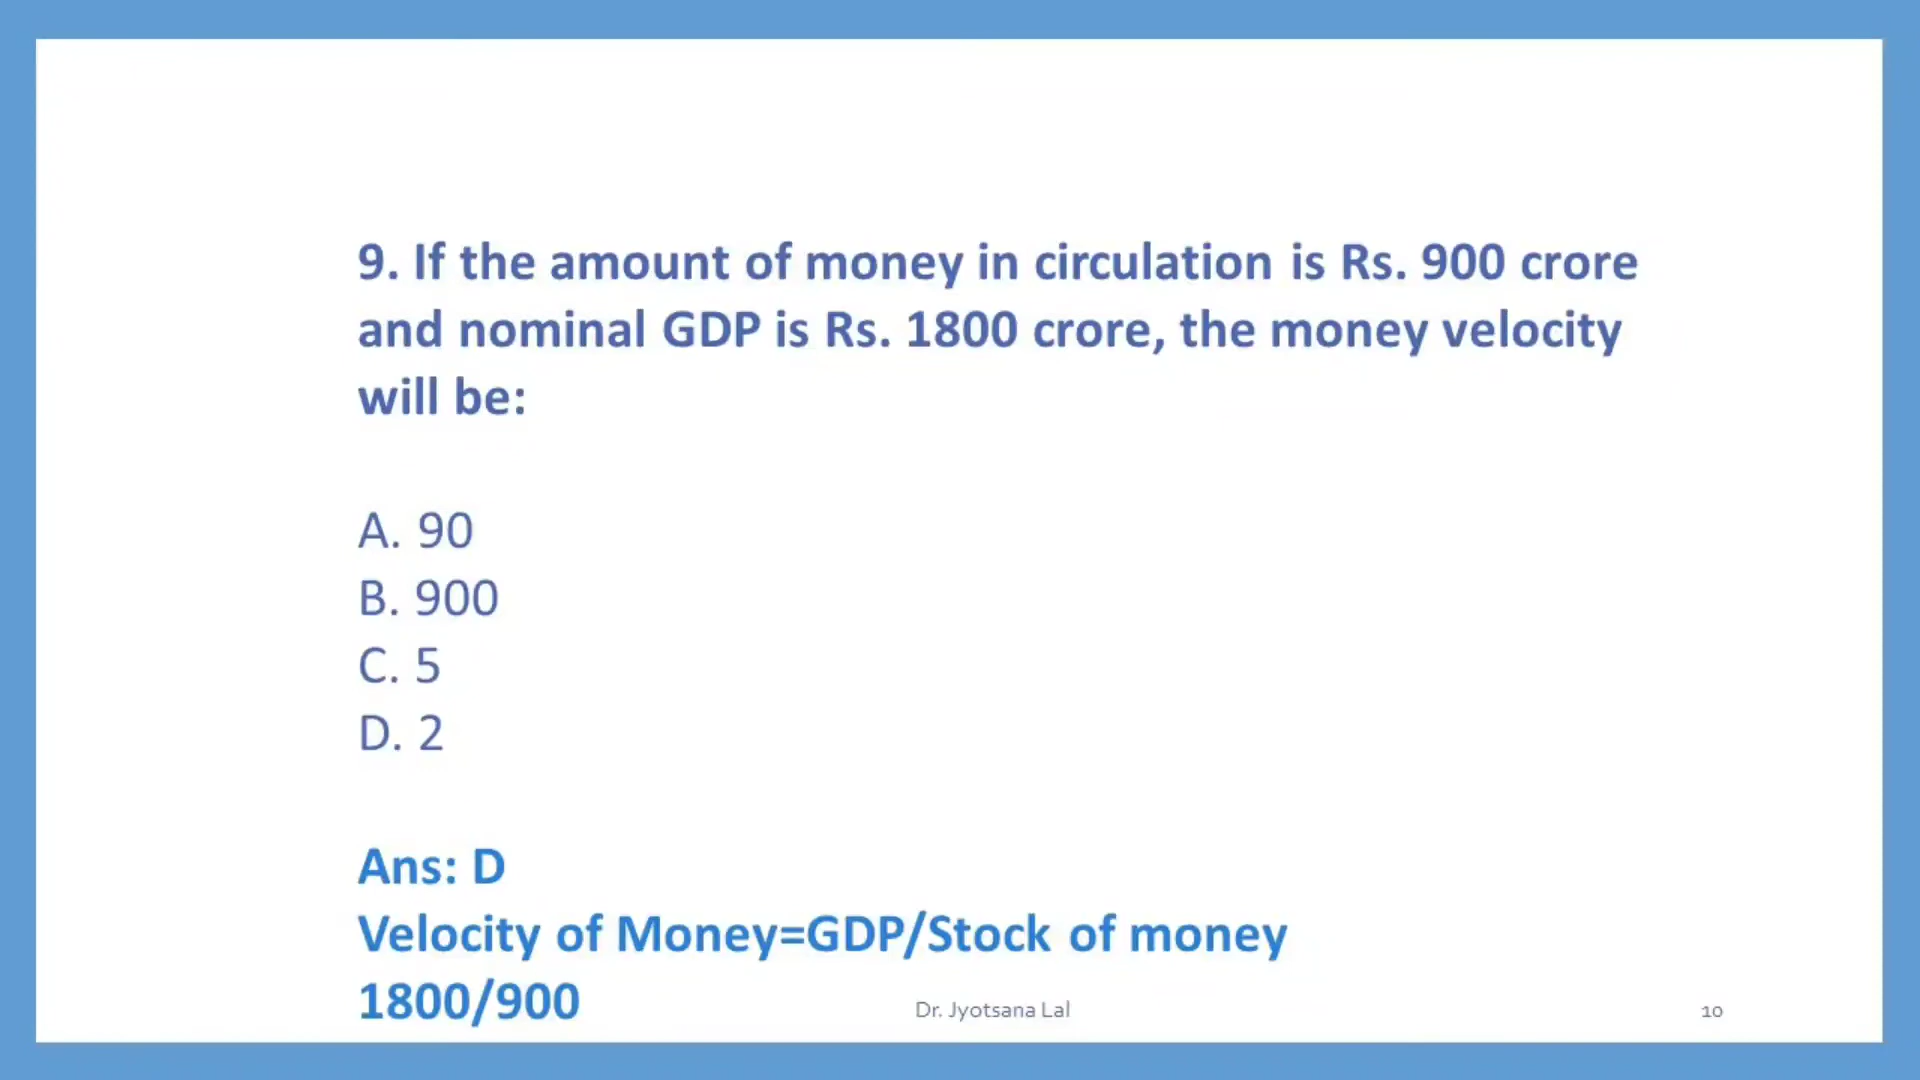 9. If the amount of money in circulation is Rs. 900 crore
and nominal GDP is Rs. 1800 crore, the money velocity
will be:
A. 90
B. 900
C. 5
D. 2
Ans: D
Velocity of Money=GDP/Stock of money
1800/900
Dr. Jyotsana Lal
10